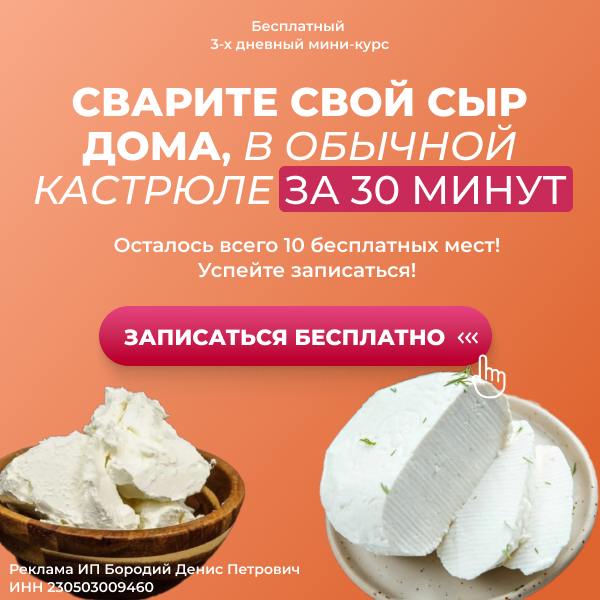 Бесплатный
3-х дневный мини-курс
СВАРИТЕ СВОЙ СЫР
ДОМА, В ОБЫЧНОЙ
КАСТРЮЛЕ ЗА 30 МИНУТ
Осталось всего 10 бесплатных мест!
Успейте записаться!
ЗАПИСАТЬСЯ БЕСПЛАТНО ‹‹‹
Реклама ИП Бородий Денис Петрович
ИНН 230503009460